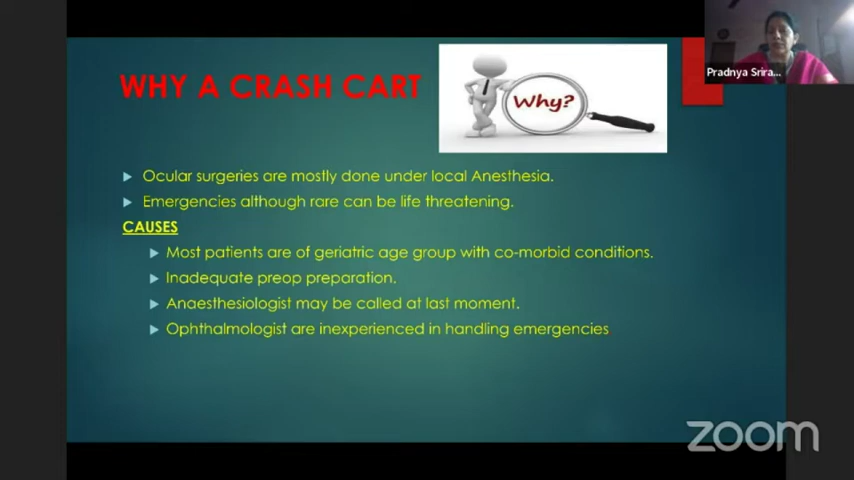 Pradnya Srira...
WHY A CRASH CART
Why?
Ocular surgeries are mostly done under local Anesthesia.
Emergencies although rare can be life threatening.
CAUSES
Most patients are of geriatric age group with co-morbid conditions.
Inadequate preop preparation.
Anaesthesiologist may be called at last moment.
Ophthalmologist are inexperienced in handling emergencies
zoom